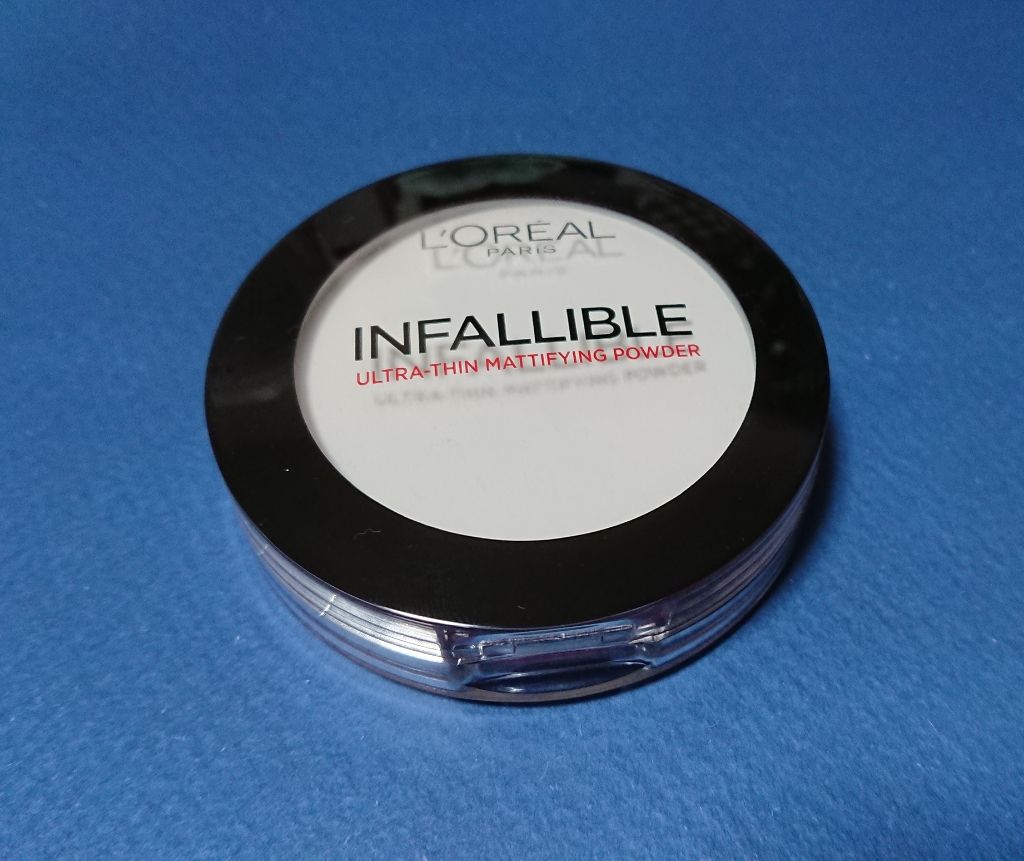 L'ORÉAL
PARIS
INFALLIBLE
ULTRA-THIN MATTIFYING POWDER